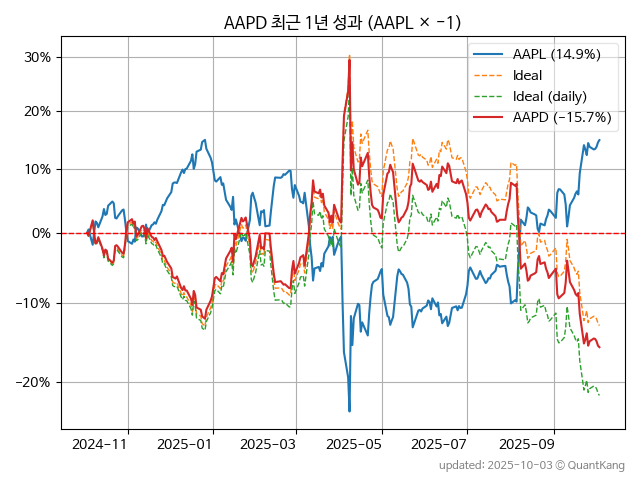 AAPD 최근 1년 성과 (AAPL × −1)
AAPL (14.9%)
Ideal
Ideal (daily)
AAPD (−15.7%)
30%
20%
10%
0%
−10%
−20%
2024-11
2025-01
2025-03
2025-05
2025-07
2025-09
updated: 2025-10-03 © QuantKang